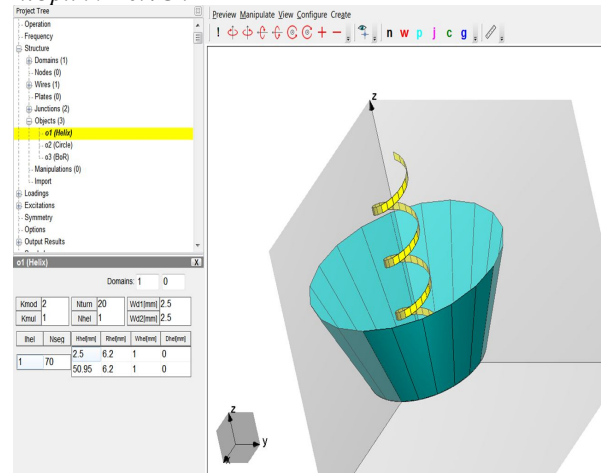 Project Tree
Operation
Frequency
Structure
Domains (1)
Nodes (0)
Wires (1)
Plates (0)
Junctions (2)
Objects (3)
o1 (Helix)
o2 (Circle)
o3 (BoR)
Manipulations (0)
Import
Loadings
Excitations
Symmetry
Options
Output Results
o1 (Helix) X
Domains: 1 0
Kmod 2 Nturn 20 Wd1[mm] 2.5
Kmul 1 Nhel 1 Wd2[mm] 2.5
Ihel Nseg Hhel[mm] Rhel[mm] Whel[mm] Dhel[mm]
1 70 2.5 6.2 1 0
50.95 6.2 1 0
Preview Manipulate View Configure Create
! n w p j c g
z
z
y
x